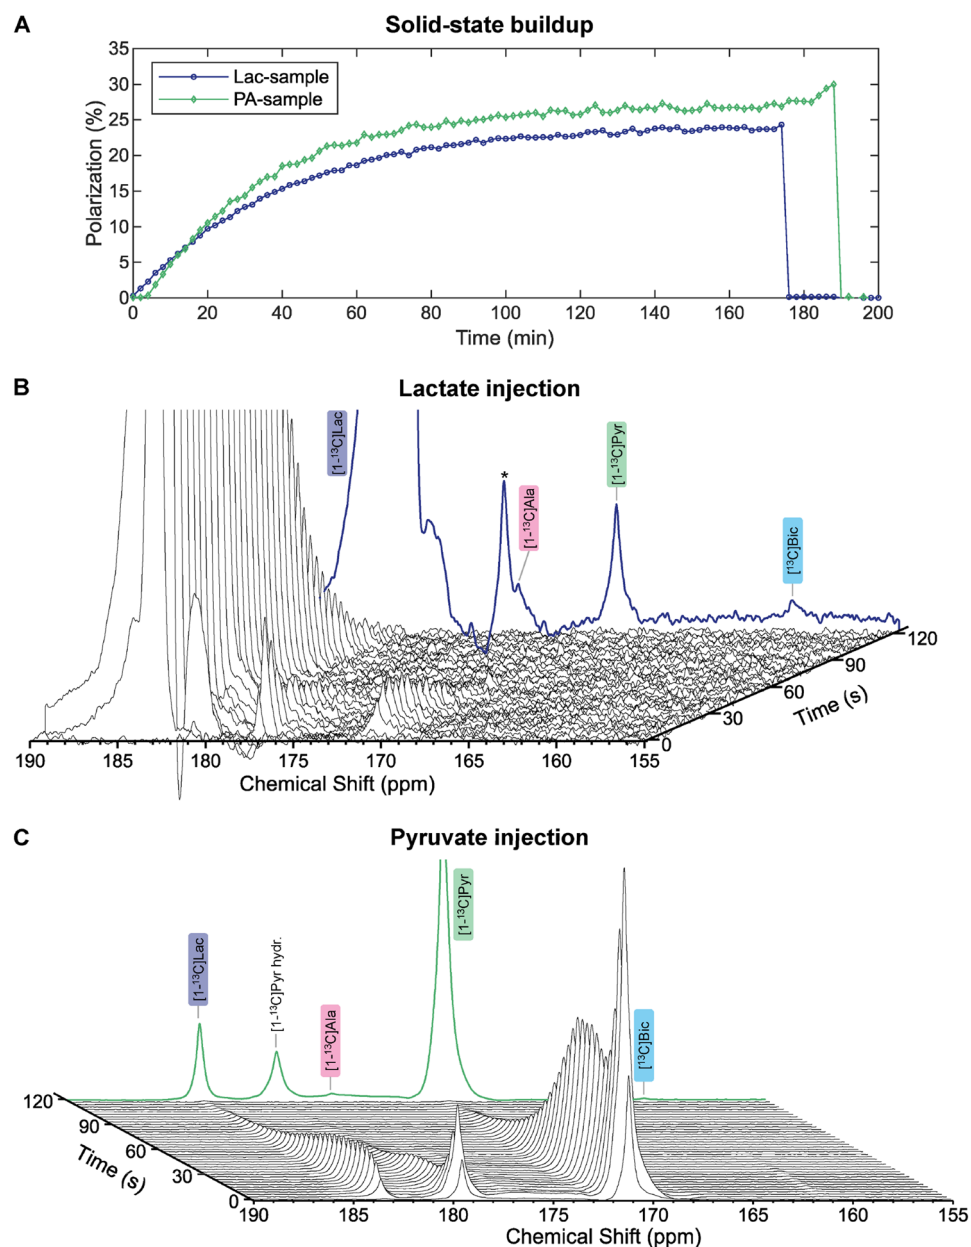 A
Solid-state buildup
35
30
25
20
15
10
5
0
Polarization (%)
Lac-sample
PA-sample
0 20 40 60 80 100 120 140 160 180 200
Time (min)
B
Lactate injection
[1-¹³C]Lac
*
[1-¹³C]Ala
[1-¹³C]Pyr
[¹³C]Bic
120
90
60
30
0
Time (s)
190 185 180 175 170 165 160 155
Chemical Shift (ppm)
C
Pyruvate injection
[1-¹³C]Lac
[1-¹³C]Pyr hydr.
[1-¹³C]Ala
[1-¹³C]Pyr
[¹³C]Bic
120
90
60
30
0
Time (s)
190 185 180 175 170 165 160 155
Chemical Shift (ppm)